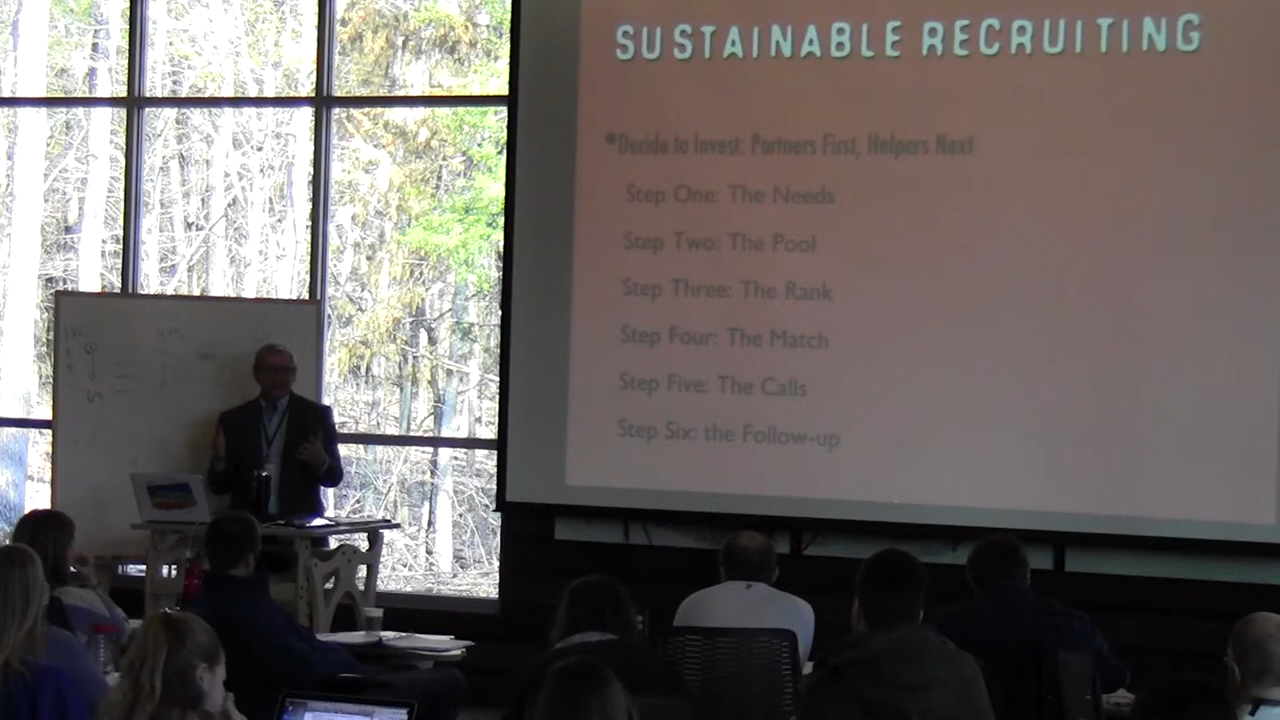 SUSTAINABLE RECRUITING
•Decide to Invest: Partners First, Helpers Next
Step One: The Needs
Step Two: The Pool
Step Three: The Rank
Step Four: The Match
Step Five: The Calls
Step Six: the Follow-up